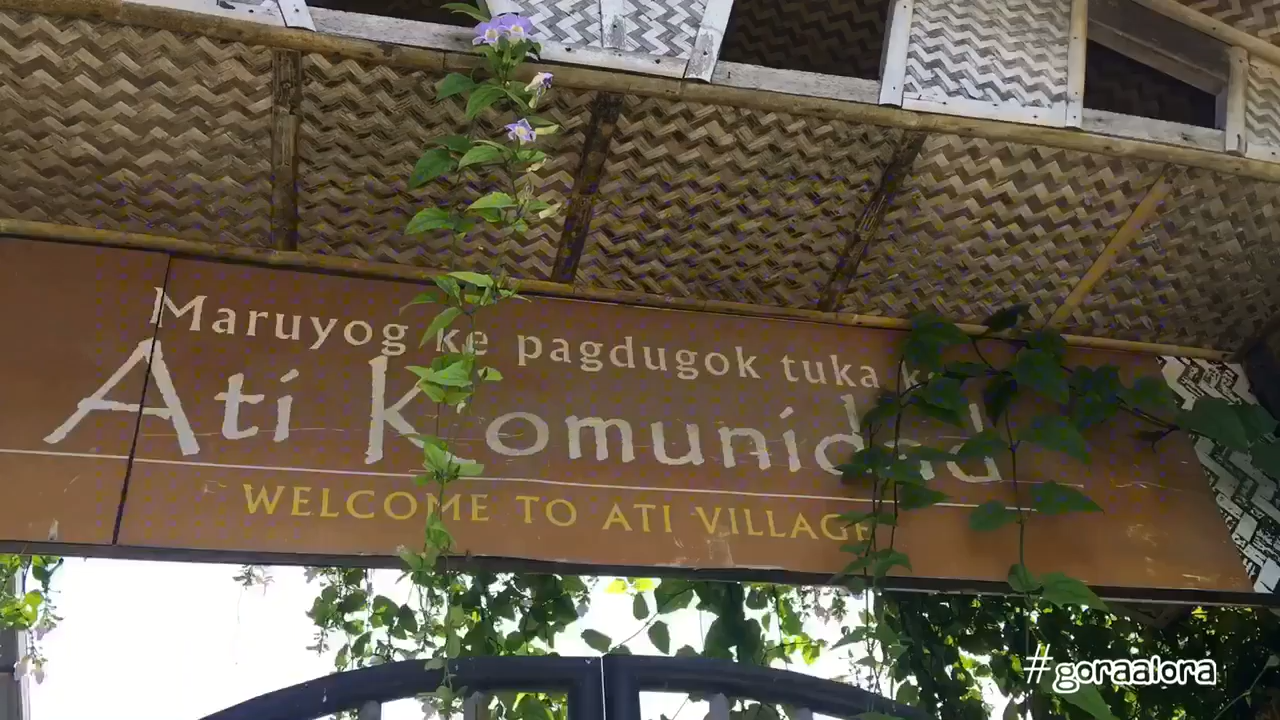 Maruyog ke pagdugok tuka
Ati Komunidad
WELCOME TO ATI VILLAGE
#goraalora